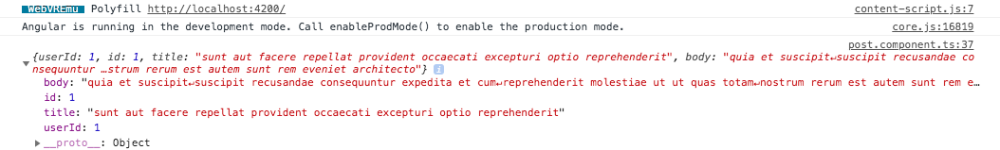 WebVREmu Polyfill http://localhost:4200/ content-script.js:7
Angular is running in the development mode. Call enableProdMode() to enable the production mode. core.js:16819
post.component.ts:37
{userId: 1, id: 1, title: "sunt aut facere repellat provident occaecati excepturi optio reprehenderit", body: "quia et suscipit↵suscipit recusandae co
nsequuntur …strum rerum est autem sunt rem eveniet architecto"} i
body: "quia et suscipit↵suscipit recusandae consequuntur expedita et cum↵reprehenderit molestiae ut ut quas totam↵nostrum rerum est autem sunt rem e…
id: 1
title: "sunt aut facere repellat provident occaecati excepturi optio reprehenderit"
userId: 1
__proto__: Object